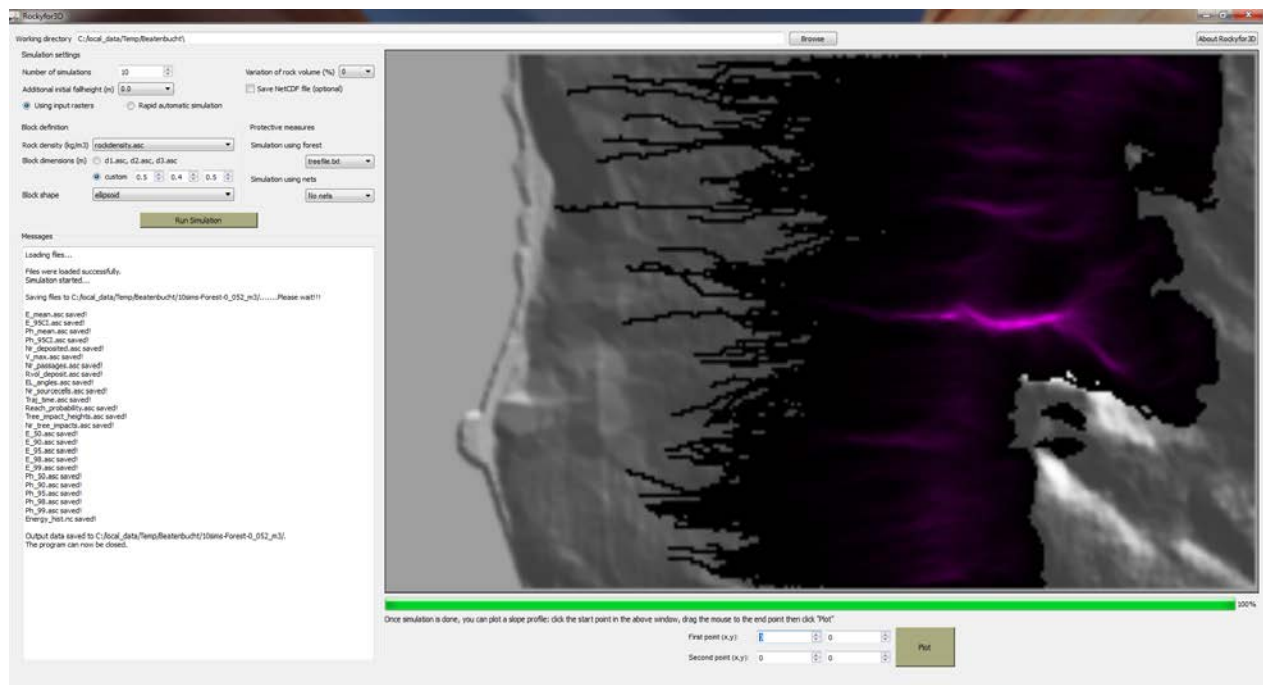 Rockyfor3D
Working directory C:/local_data/Temp/Beatenbucht\ Browse About Rockyfor3D
Simulation settings
Number of simulations 10 Variation of rock volume (%) 0
Additional initial fallheight (m) 0.0 Save NetCDF file (optional)
Using input rasters Rapid automatic simulation
Block definition Protective measures
Rock density (kg/m3) rockdensity.asc Simulation using forest
Block dimensions (m) d1.asc, d2.asc, d3.asc treefile.txt
custom 0.5 0.4 0.5 Simulation using nets
Block shape ellipsoid No nets
Run Simulation
Messages
Loading files...
Files were loaded successfully.
Simulation started...
Saving files to C:/local_data/Temp/Beatenbucht/10sims-Forest-0_052_m3/.......Please wait!!!
E_mean.asc saved!
E_95CI.asc saved!
Ph_mean.asc saved!
Ph_95CI.asc saved!
Nr_deposited.asc saved!
V_max.asc saved!
Nr_passages.asc saved!
Rvol_deposit.asc saved!
EL_angles.asc saved!
Nr_sourcecells.asc saved!
Traj_time.asc saved!
Reach_probability.asc saved!
Tree_impact_heights.asc saved!
Nr_tree_impacts.asc saved!
E_50.asc saved!
E_90.asc saved!
E_95.asc saved!
E_98.asc saved!
E_99.asc saved!
Ph_50.asc saved!
Ph_90.asc saved!
Ph_95.asc saved!
Ph_98.asc saved!
Ph_99.asc saved!
Energy_hist.nc saved!
Output data saved to C:/local_data/Temp/Beatenbucht/10sims-Forest-0_052_m3/.
The program can now be closed.
100%
Once simulation is done, you can plot a slope profile: click the start point in the above window, drag the mouse to the end point then click "Plot"
First point (x,y): 0
Second point (x,y): 0 0
Plot